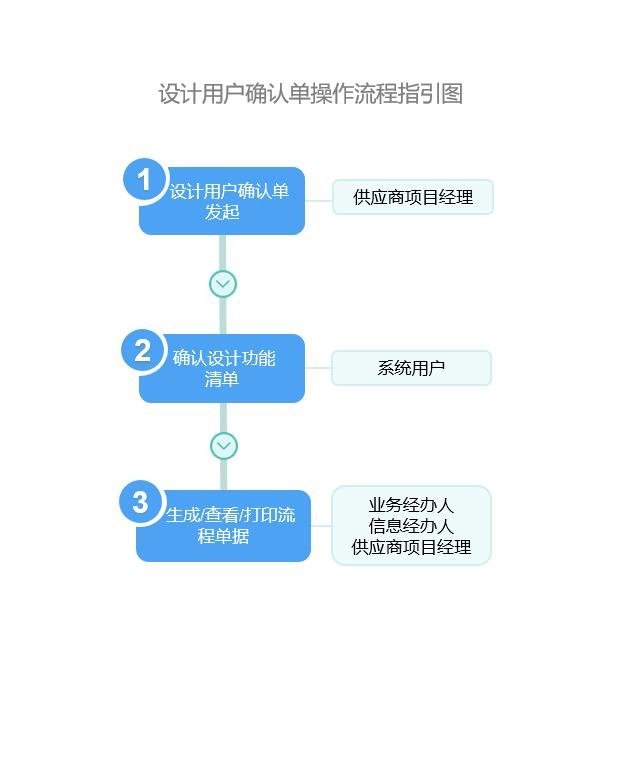 设计用户确认单操作流程指引图
1
设计用户确认单
发起
供应商项目经理
2
确认设计功能
清单
系统用户
3
生成/查看/打印流
程单据
业务经办人
信息经办人
供应商项目经理